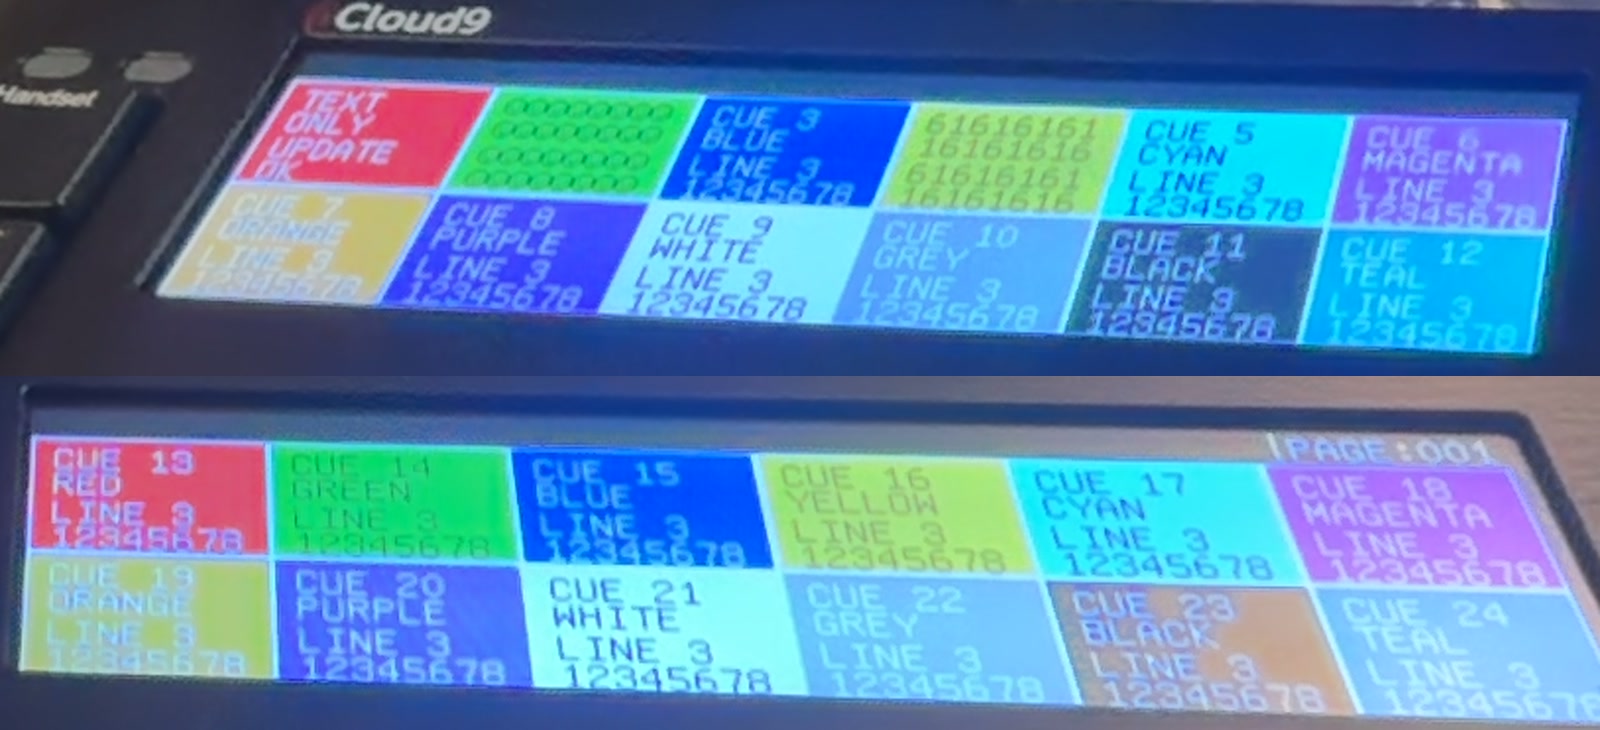 Cloud9
Handset
TEXT
ONLY
UPDATE
OK
CUE 3
BLUE
LINE 3
12345678
61616161
16161616
61616161
16161616
CUE 5
CYAN
LINE 3
12345678
CUE 6
MAGENTA
LINE 3
12345678
CUE 7
ORANGE
LINE 3
12345678
CUE 8
PURPLE
LINE 3
12345678
CUE 9
WHITE
LINE 3
12345678
CUE 10
GREY
LINE 3
12345678
CUE 11
BLACK
LINE 3
12345678
CUE 12
TEAL
LINE 3
12345678
PAGE:001
CUE 13
RED
LINE 3
12345678
CUE 14
GREEN
LINE 3
12345678
CUE 15
BLUE
LINE 3
12345678
CUE 16
YELLOW
LINE 3
12345678
CUE 17
CYAN
LINE 3
12345678
CUE 18
MAGENTA
LINE 3
12345678
CUE 19
ORANGE
LINE 3
12345678
CUE 20
PURPLE
LINE 3
12345678
CUE 21
WHITE
LINE 3
12345678
CUE 22
GREY
LINE 3
12345678
CUE 23
BLACK
LINE 3
12345678
CUE 24
TEAL
LINE 3
12345678